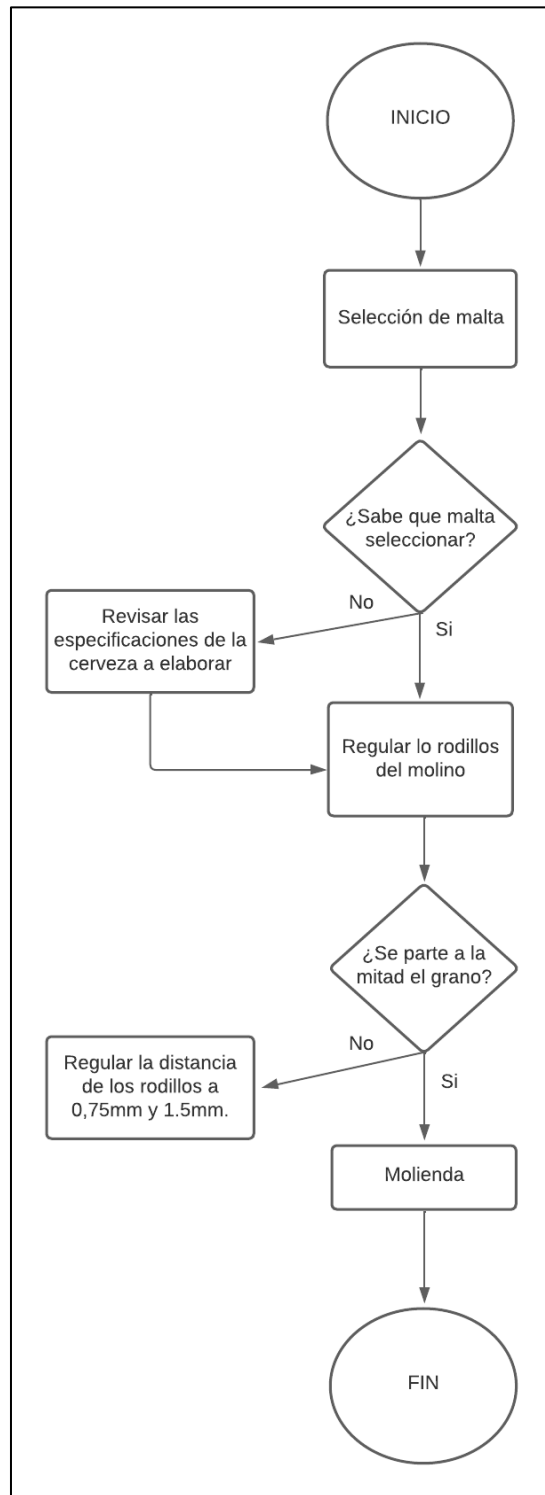 INICIO
Selección de malta
¿Sabe que malta
seleccionar?
No
Si
Revisar las
especificaciones de la
cerveza a elaborar
Regular lo rodillos
del molino
¿Se parte a la
mitad el grano?
No
Si
Regular la distancia
de los rodillos a
0,75mm y 1.5mm.
Molienda
FIN